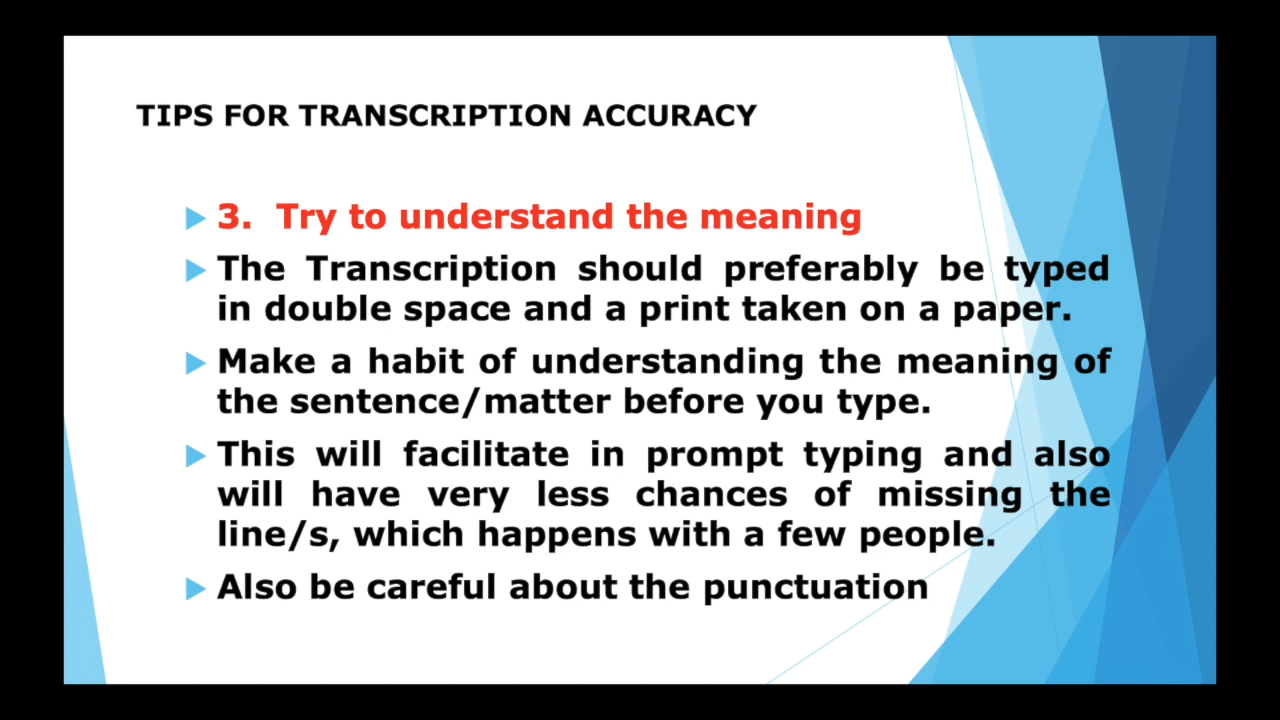 TIPS FOR TRANSCRIPTION ACCURACY
3. Try to understand the meaning
The Transcription should preferably be typed
in double space and a print taken on a paper.
Make a habit of understanding the meaning of
the sentence/matter before you type.
This will facilitate in prompt typing and also
will have very less chances of missing the
line/s, which happens with a few people.
Also be careful about the punctuation